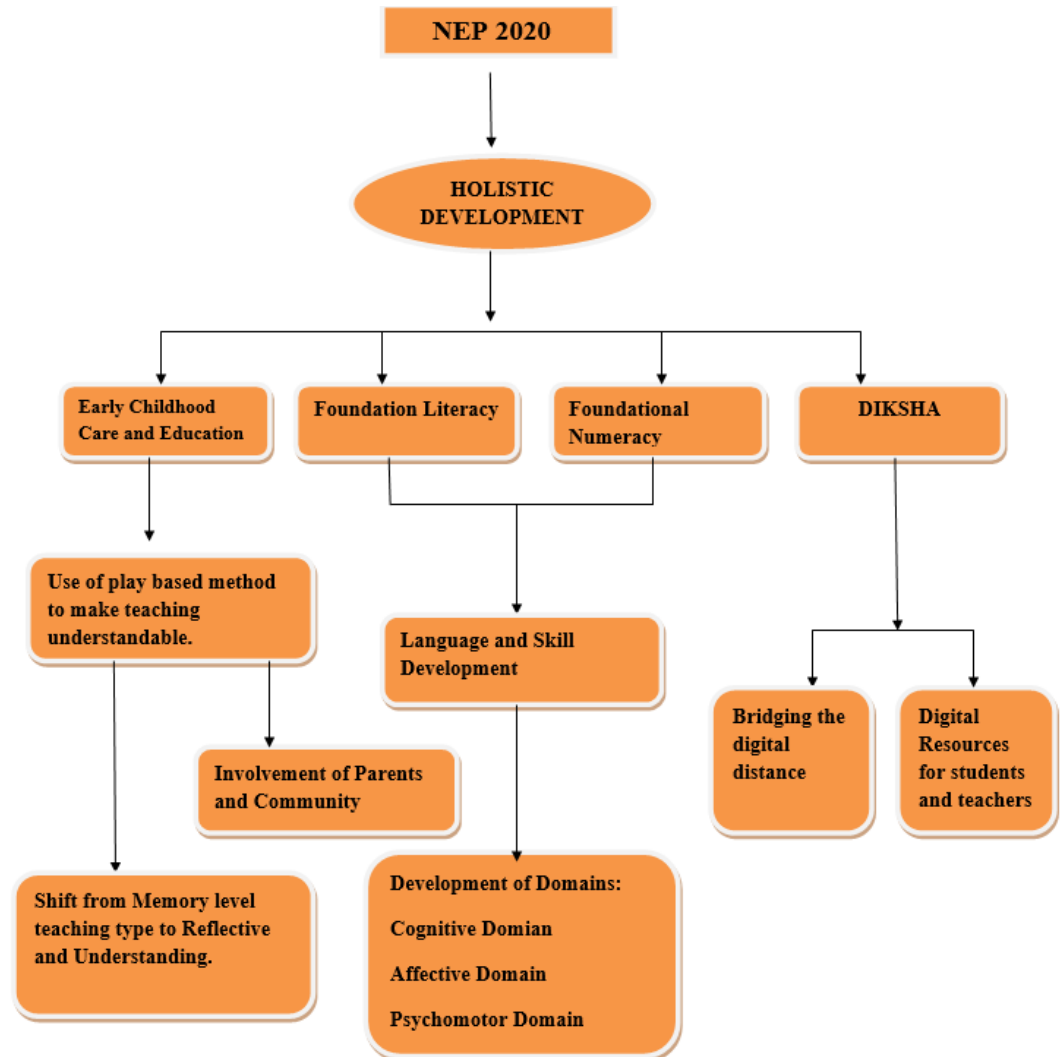 NEP 2020
HOLISTIC
DEVELOPMENT
Early Childhood
Care and Education
Foundation Literacy
Foundational
Numeracy
DIKSHA
Use of play based method
to make teaching
understandable.
Language and Skill
Development
Bridging the
digital
distance
Digital
Resources
for students
and teachers
Involvement of Parents
and Community
Shift from Memory level
teaching type to Reflective
and Understanding.
Development of Domains:
Cognitive Domian
Affective Domain
Psychomotor Domain